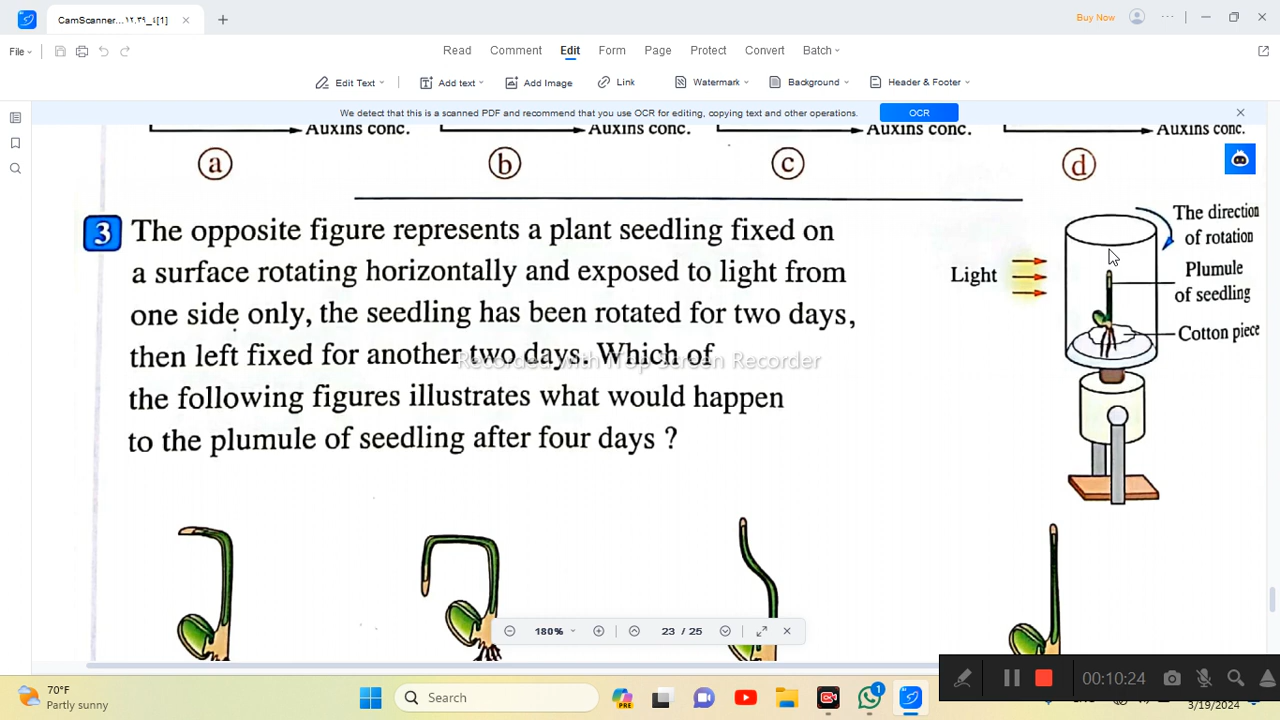 CamScanner...١٢,٣٩_٤[1]
Buy Now
File
Read Comment Edit Form Page Protect Convert Batch
Edit Text Add text Add Image Link Watermark Background Header & Footer
We detect that this is a scanned PDF and recommend that you use OCR for editing, copying text and other operations. OCR
Auxins conc. Auxins conc. Auxins conc. Auxins conc.
a b c d
3 The opposite figure represents a plant seedling fixed on
a surface rotating horizontally and exposed to light from
one side only, the seedling has been rotated for two days,
then left fixed for another two days. Which of
the following figures illustrates what would happen
to the plumule of seedling after four days ?
The direction
of rotation
Light
Plumule
of seedling
Cotton piece
Recorded with iTop Screen Recorder
180% 23 / 25
00:10:24
70°F
Partly sunny
Search
PRE
1
3/19/2024